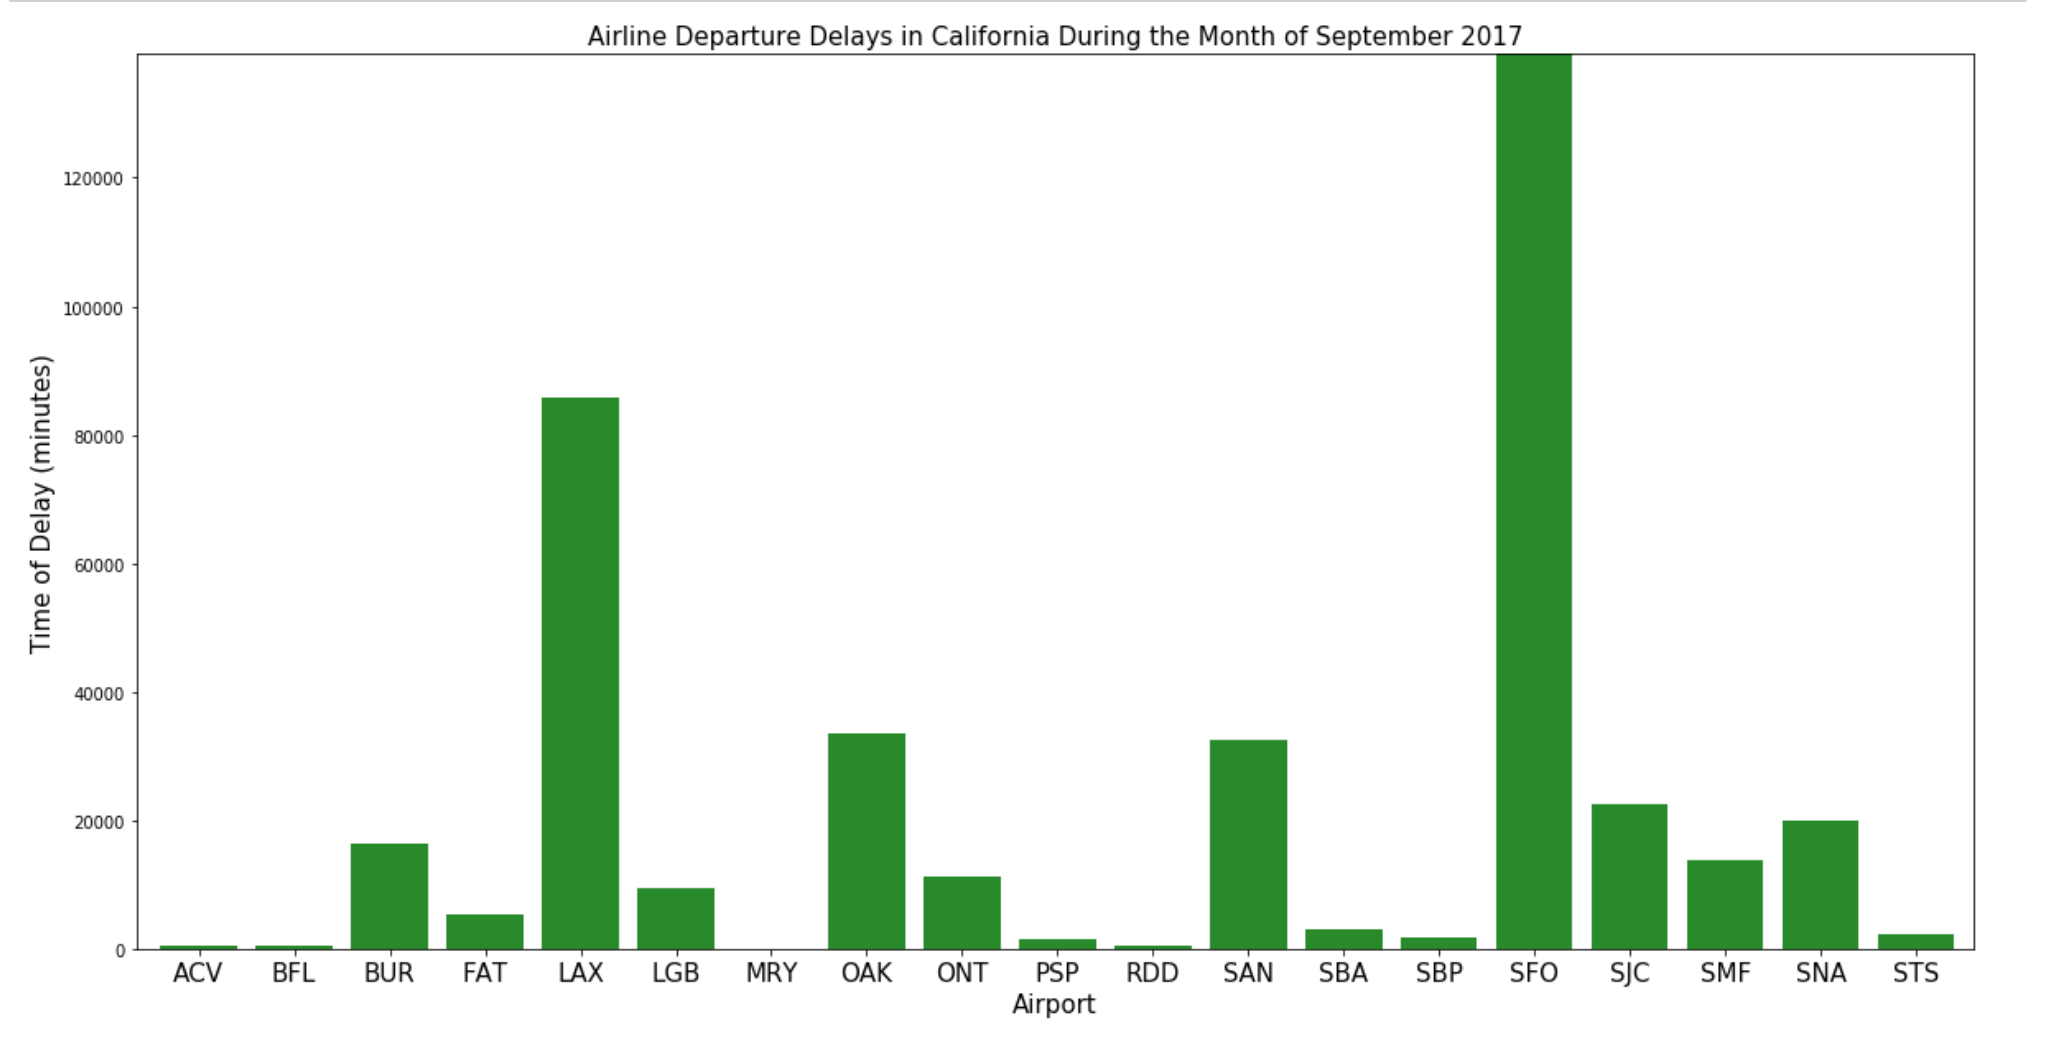 Airline Departure Delays in California During the Month of September 2017
120000
100000
80000
60000
40000
20000
0
Time of Delay (minutes)
ACV BFL BUR FAT LAX LGB MRY OAK ONT PSP RDD SAN SBA SBP SFO SJC SMF SNA STS
Airport